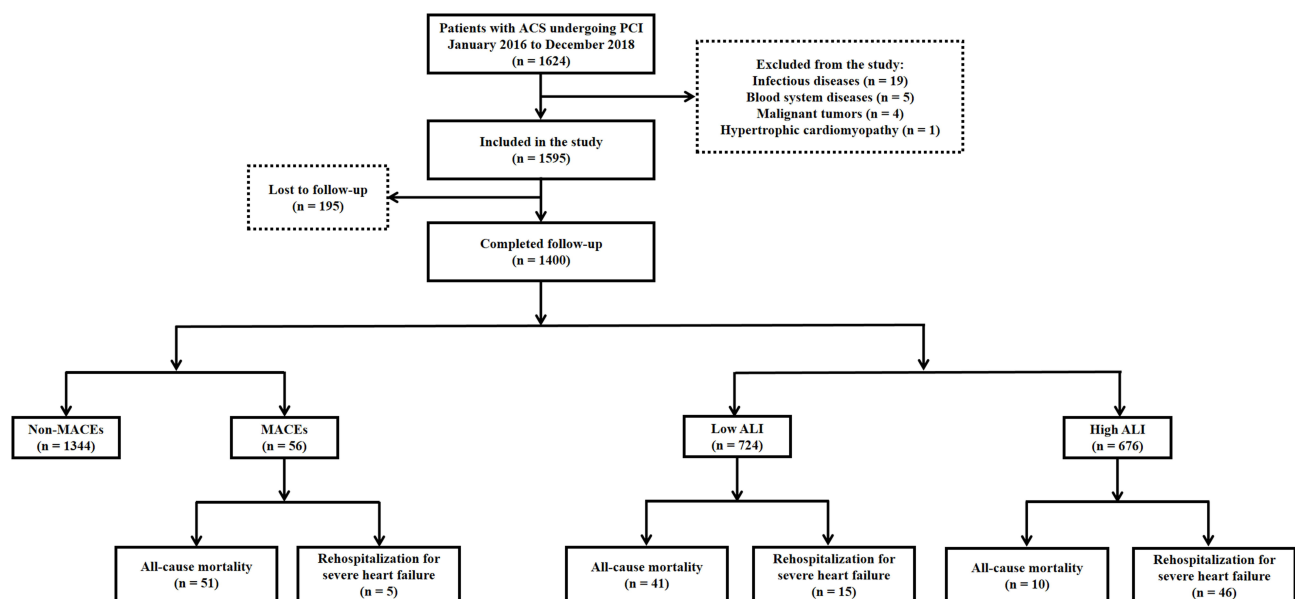 Patients with ACS undergoing PCI
January 2016 to December 2018
(n = 1624)
Excluded from the study:
Infectious diseases (n = 19)
Blood system diseases (n = 5)
Malignant tumors (n = 4)
Hypertrophic cardiomyopathy (n = 1)
Included in the study
(n = 1595)
Lost to follow-up
(n = 195)
Completed follow-up
(n = 1400)
Non-MACEs
(n = 1344)
MACEs
(n = 56)
Low ALI
(n = 724)
High ALI
(n = 676)
All-cause mortality
(n = 51)
Rehospitalization for
severe heart failure
(n = 5)
All-cause mortality
(n = 41)
Rehospitalization for
severe heart failure
(n = 15)
All-cause mortality
(n = 10)
Rehospitalization for
severe heart failure
(n = 46)